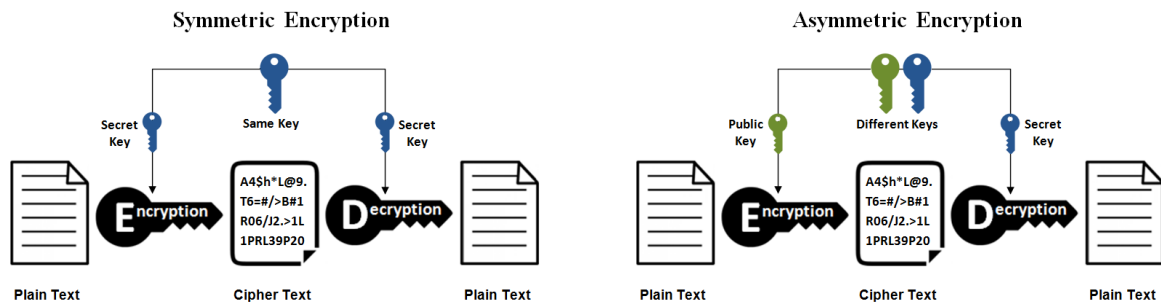 Symmetric Encryption
Same Key
Secret
Key
Secret
Key
Encryption
A4$h*L@9.
T6=#/>B#1
R06/J2.>1L
1PRL39P20
Decryption
Plain Text
Cipher Text
Plain Text
Asymmetric Encryption
Different Keys
Public
Key
Secret
Key
Encryption
A4$h*L@9.
T6=#/>B#1
R06/J2.>1L
1PRL39P20
Decryption
Plain Text
Cipher Text
Plain Text